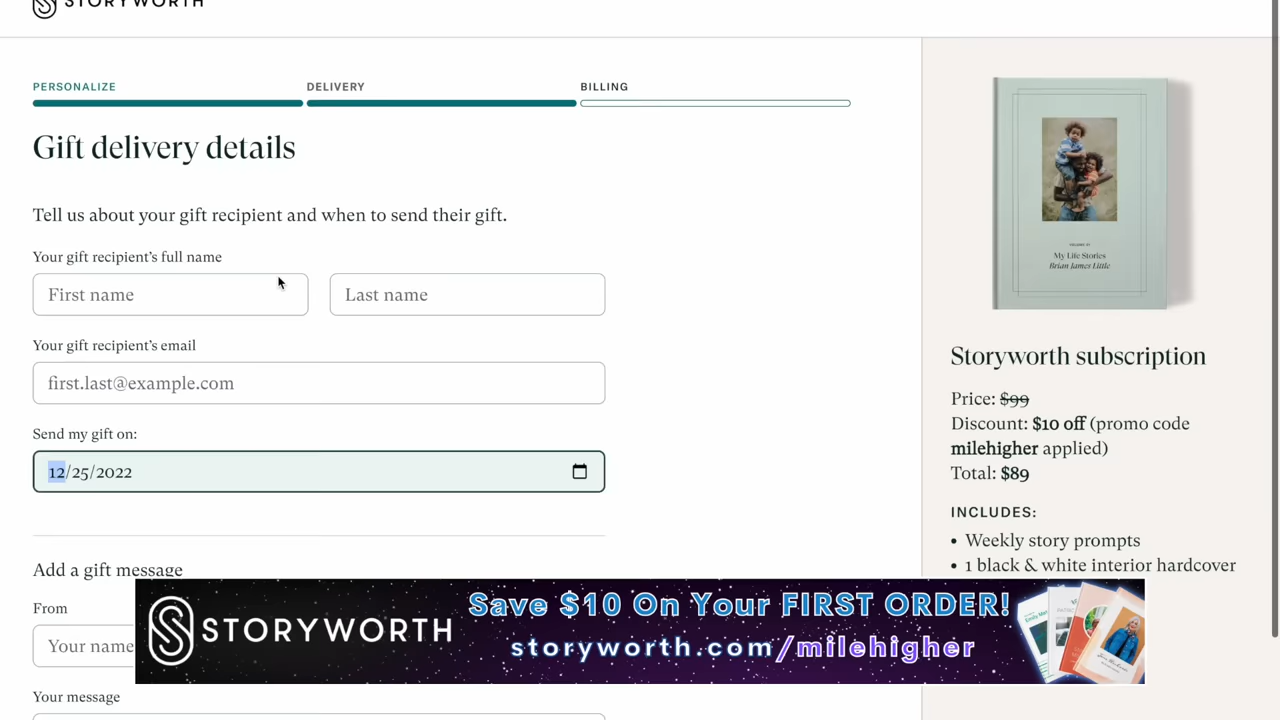 STORYWORTH
PERSONALIZE
DELIVERY
BILLING
Gift delivery details
Tell us about your gift recipient and when to send their gift.
Your gift recipient's full name
First name
Last name
Your gift recipient's email
first.last@example.com
Send my gift on:
12/25/2022
Add a gift message
From
Your name
Your message
My Life Stories
Brian James Little
Storyworth subscription
Price: $99
Discount: $10 off (promo code
milehigher applied)
Total: $89
INCLUDES:
• Weekly story prompts
• 1 black & white interior hardcover
STORYWORTH
Save $10 On Your FIRST ORDER!
storyworth.com/milehigher